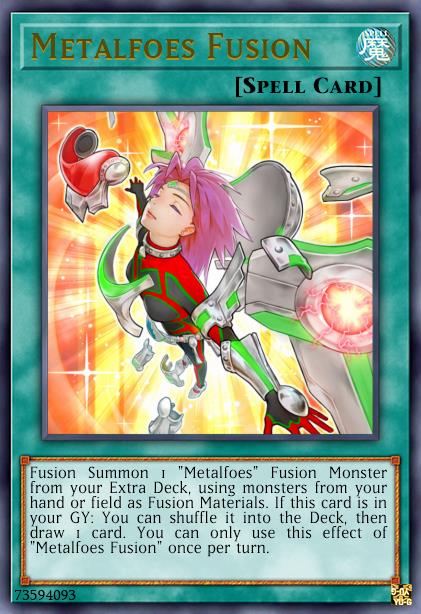 Metalfoes Fusion
SPELL
魔
[Spell Card]
Fusion Summon 1 "Metalfoes" Fusion Monster
from your Extra Deck, using monsters from your
hand or field as Fusion Materials. If this card is in
your GY: You can shuffle it into the Deck, then
draw 1 card. You can only use this effect of
"Metalfoes Fusion" once per turn.
73594093